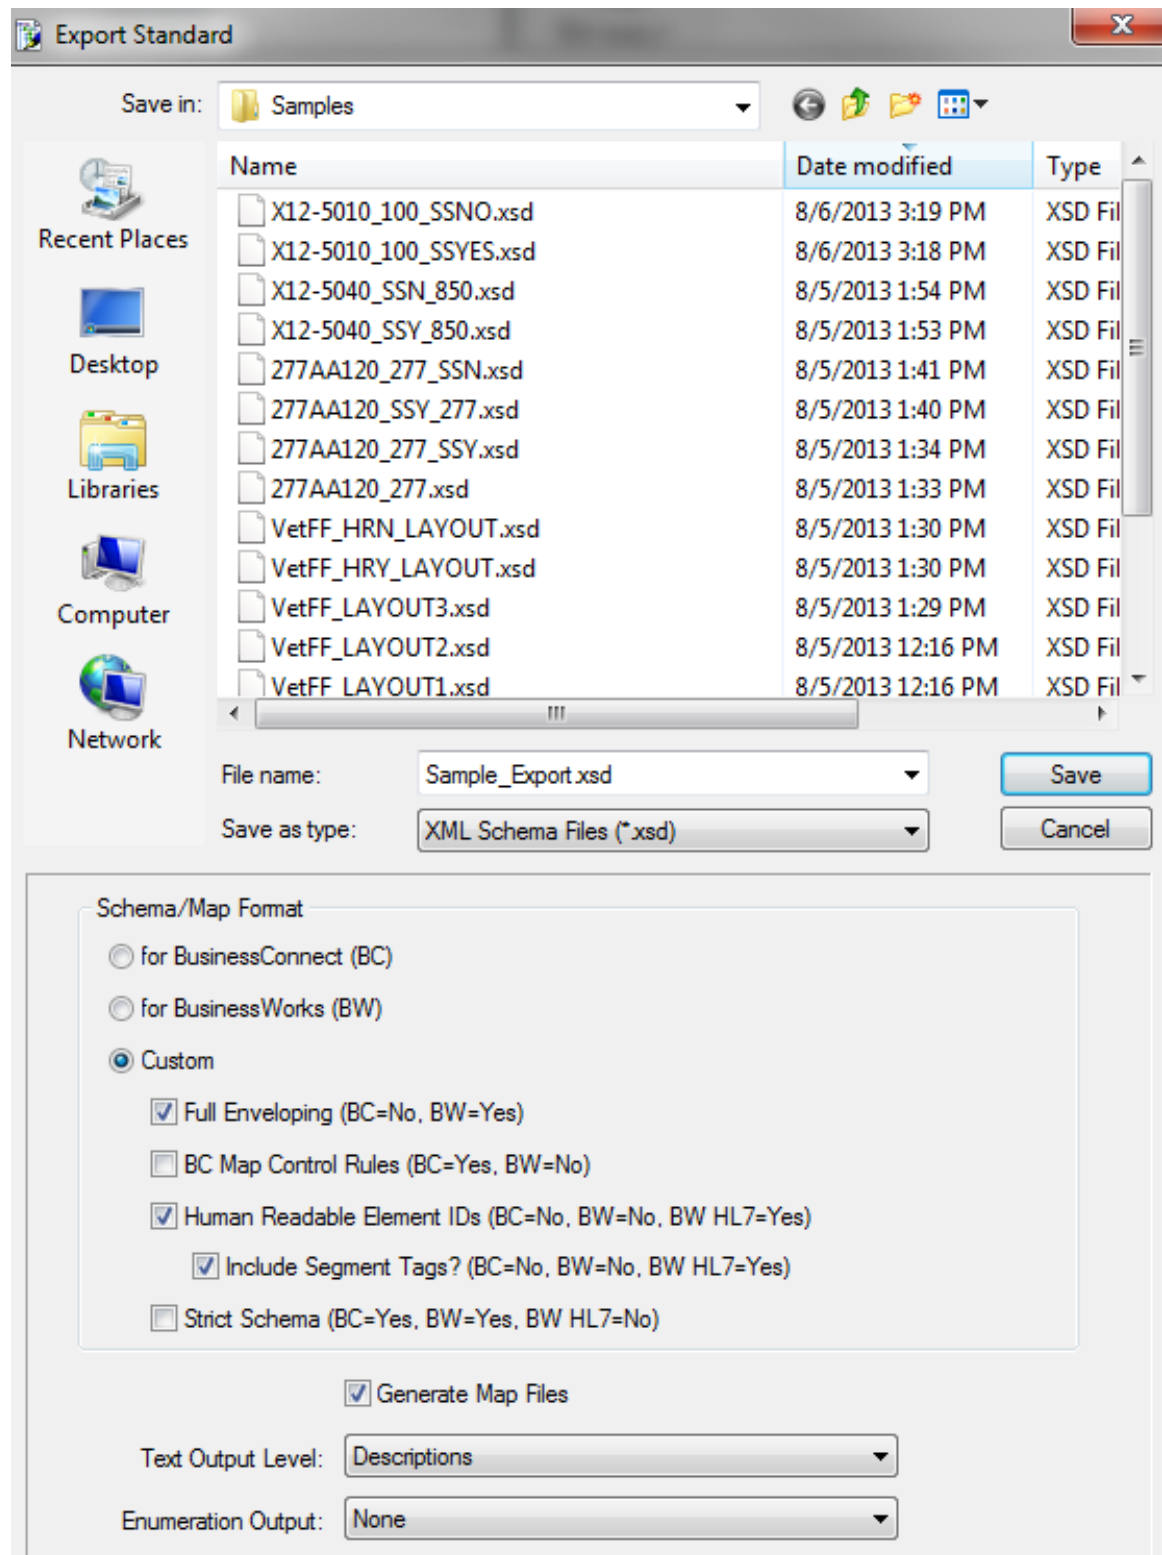 Export Standard
Save in: Samples
Name Date modified Type
X12-5010_100_SSNO.xsd 8/6/2013 3:19 PM XSD Fil
X12-5010_100_SSYES.xsd 8/6/2013 3:18 PM XSD Fil
X12-5040_SSN_850.xsd 8/5/2013 1:54 PM XSD Fil
X12-5040_SSY_850.xsd 8/5/2013 1:53 PM XSD Fil
277AA120_277_SSN.xsd 8/5/2013 1:41 PM XSD Fil
277AA120_SSY_277.xsd 8/5/2013 1:40 PM XSD Fil
277AA120_277_SSY.xsd 8/5/2013 1:34 PM XSD Fil
277AA120_277.xsd 8/5/2013 1:33 PM XSD Fil
VetFF_HRN_LAYOUT.xsd 8/5/2013 1:30 PM XSD Fil
VetFF_HRY_LAYOUT.xsd 8/5/2013 1:30 PM XSD Fil
VetFF_LAYOUT3.xsd 8/5/2013 1:29 PM XSD Fil
VetFF_LAYOUT2.xsd 8/5/2013 12:16 PM XSD Fil
VetFF_LAYOUT1.xsd 8/5/2013 12:16 PM XSD Fil
Recent Places
Desktop
Libraries
Computer
Network
File name: Sample_Export.xsd Save
Save as type: XML Schema Files (*.xsd) Cancel
Schema/Map Format
for BusinessConnect (BC)
for BusinessWorks (BW)
Custom
Full Enveloping (BC=No, BW=Yes)
BC Map Control Rules (BC=Yes, BW=No)
Human Readable Element IDs (BC=No, BW=No, BW HL7=Yes)
Include Segment Tags? (BC=No, BW=No, BW HL7=Yes)
Strict Schema (BC=Yes, BW=Yes, BW HL7=No)
Generate Map Files
Text Output Level: Descriptions
Enumeration Output: None